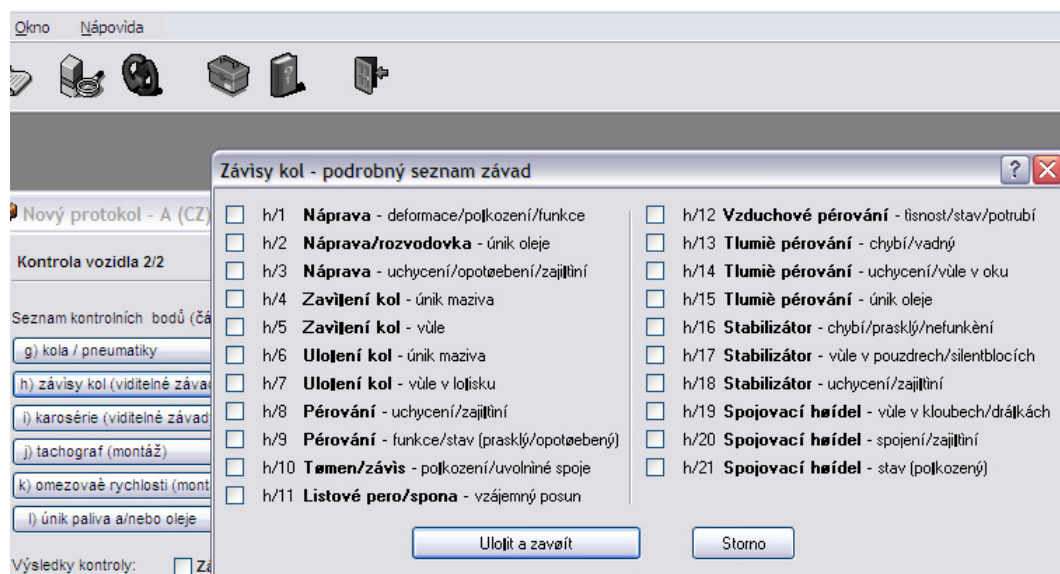 Okno Nápovìda
Závìsy kol - podrobný seznam závad
h/1 Náprava - deformace/po|kození/funkce
h/2 Náprava/rozvodovka - únik oleje
h/3 Náprava - uchycení/opotøebení/zaji|tìní
h/4 Zavì|ení kol - únik maziva
h/5 Zavì|ení kol - vùle
h/6 Ulo|ení kol - únik maziva
h/7 Ulo|ení kol - vùle v lo|isku
h/8 Pérování - uchycení/zaji|tìní
h/9 Pérování - funkce/stav (prasklý/opotøebený)
h/10 Tømen/závìs - po|kození/uvolnìné spoje
h/11 Listové pero/spona - vzájemný posun
h/12 Vzduchové pérování - tìsnost/stav/potrubí
h/13 Tlumiè pérování - chybí/vadný
h/14 Tlumiè pérování - uchycení/vùle v oku
h/15 Tlumiè pérování - únik oleje
h/16 Stabilizátor - chybí/prasklý/nefunkèní
h/17 Stabilizátor - vùle v pouzdrech/silentblocích
h/18 Stabilizátor - uchycení/zaji|tìní
h/19 Spojovací høídel - vùle v kloubech/drá|kách
h/20 Spojovací høídel - spojení/zaji|tìní
h/21 Spojovací høídel - stav (po|kozený)
Ulo|it a zavøít Storno
Nový protokol - A (CZ)
Kontrola vozidla 2/2
Seznam kontrolních bodů (čá
g) kola / pneumatiky
h) závìsy kol (viditelné závad
i) karosérie (viditelné závady
j) tachograf (montáž)
k) omezovaè rychlosti (mont
l) únik paliva a/nebo oleje
Výsledky kontroly: Zá